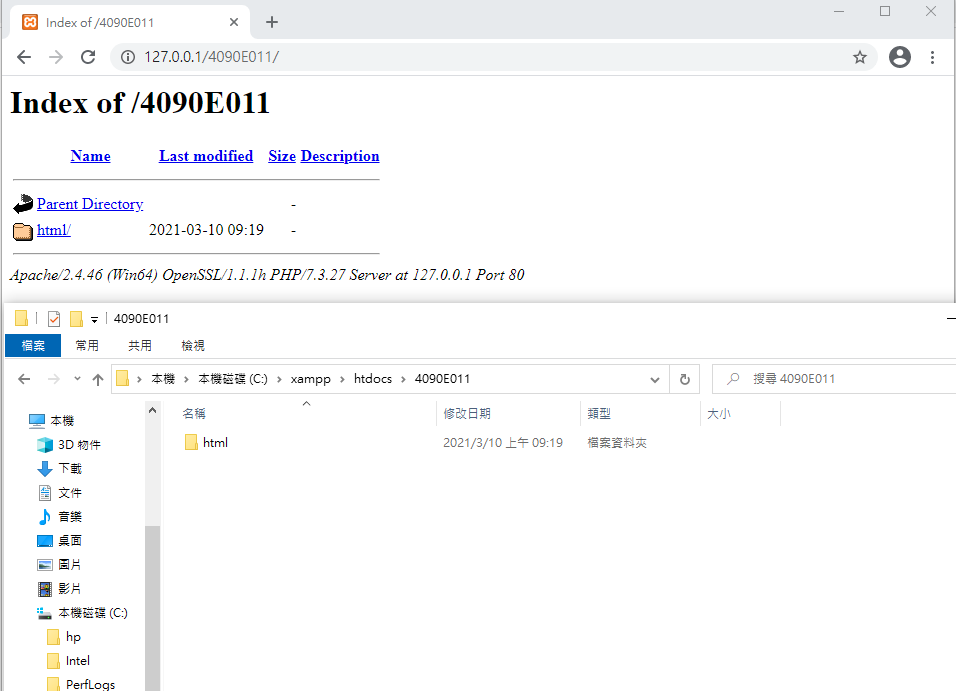 Index of /4090E011
127.0.0.1/4090E011/
Index of /4090E011
Name Last modified Size Description
Parent Directory -
html/ 2021-03-10 09:19 -
Apache/2.4.46 (Win64) OpenSSL/1.1.1h PHP/7.3.27 Server at 127.0.0.1 Port 80
4090E011
檔案 常用 共用 檢視
本機 本機磁碟 (C:) xampp htdocs 4090E011 搜尋 4090E011
名稱 修改日期 類型 大小
html 2021/3/10 上午 09:19 檔案資料夾
本機
3D 物件
下載
文件
音樂
桌面
圖片
影片
本機磁碟 (C:)
hp
Intel
PerfLogs